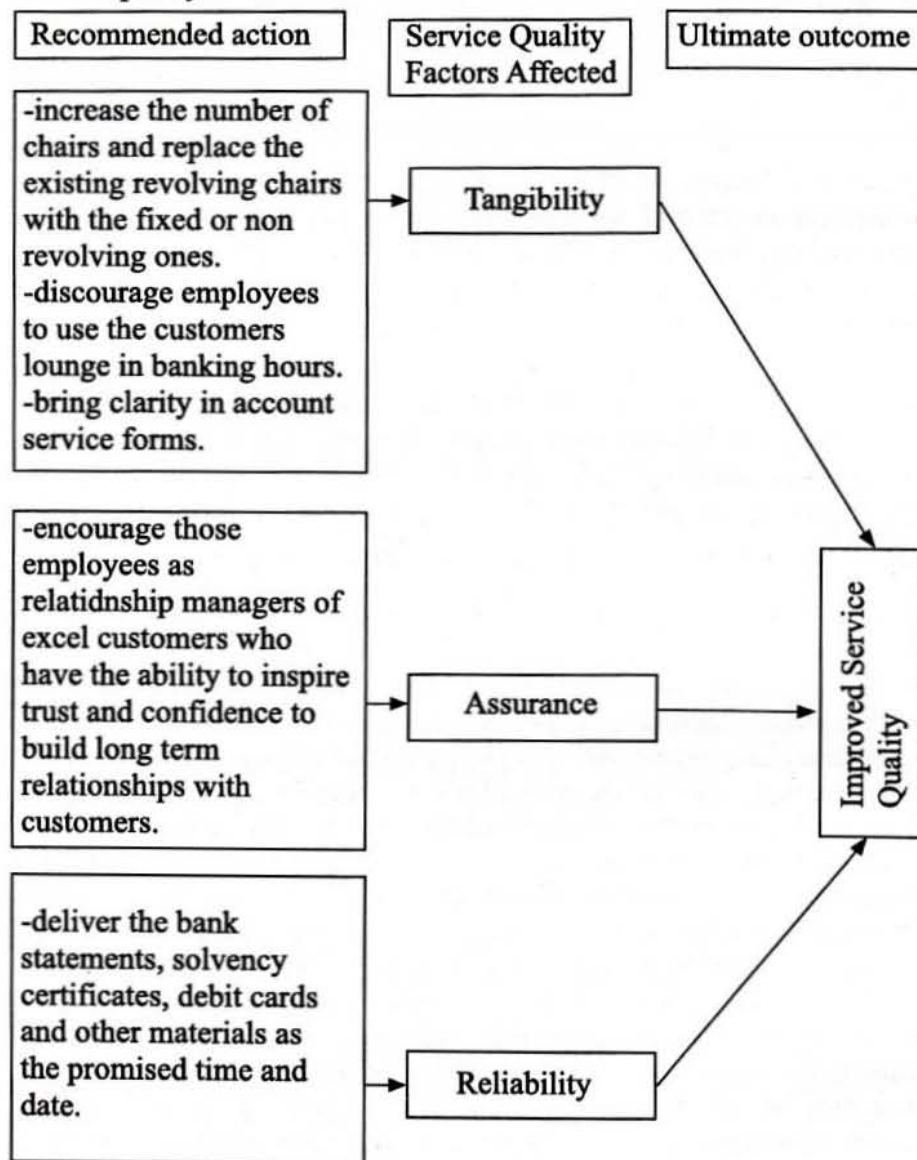 Recommended action
Service Quality
Factors Affected
Ultimate outcome
-increase the number of
chairs and replace the
existing revolving chairs
with the fixed or non
revolving ones.
-discourage employees
to use the customers
lounge in banking hours.
-bring clarity in account
service forms.
Tangibility
-encourage those
employees as
relatidnship managers of
excel customers who
have the ability to inspire
trust and confidence to
build long term
relationships with
customers.
Assurance
Improved Service
Quality
-deliver the bank
statements, solvency
certificates, debit cards
and other materials as
the promised time and
date.
Reliability